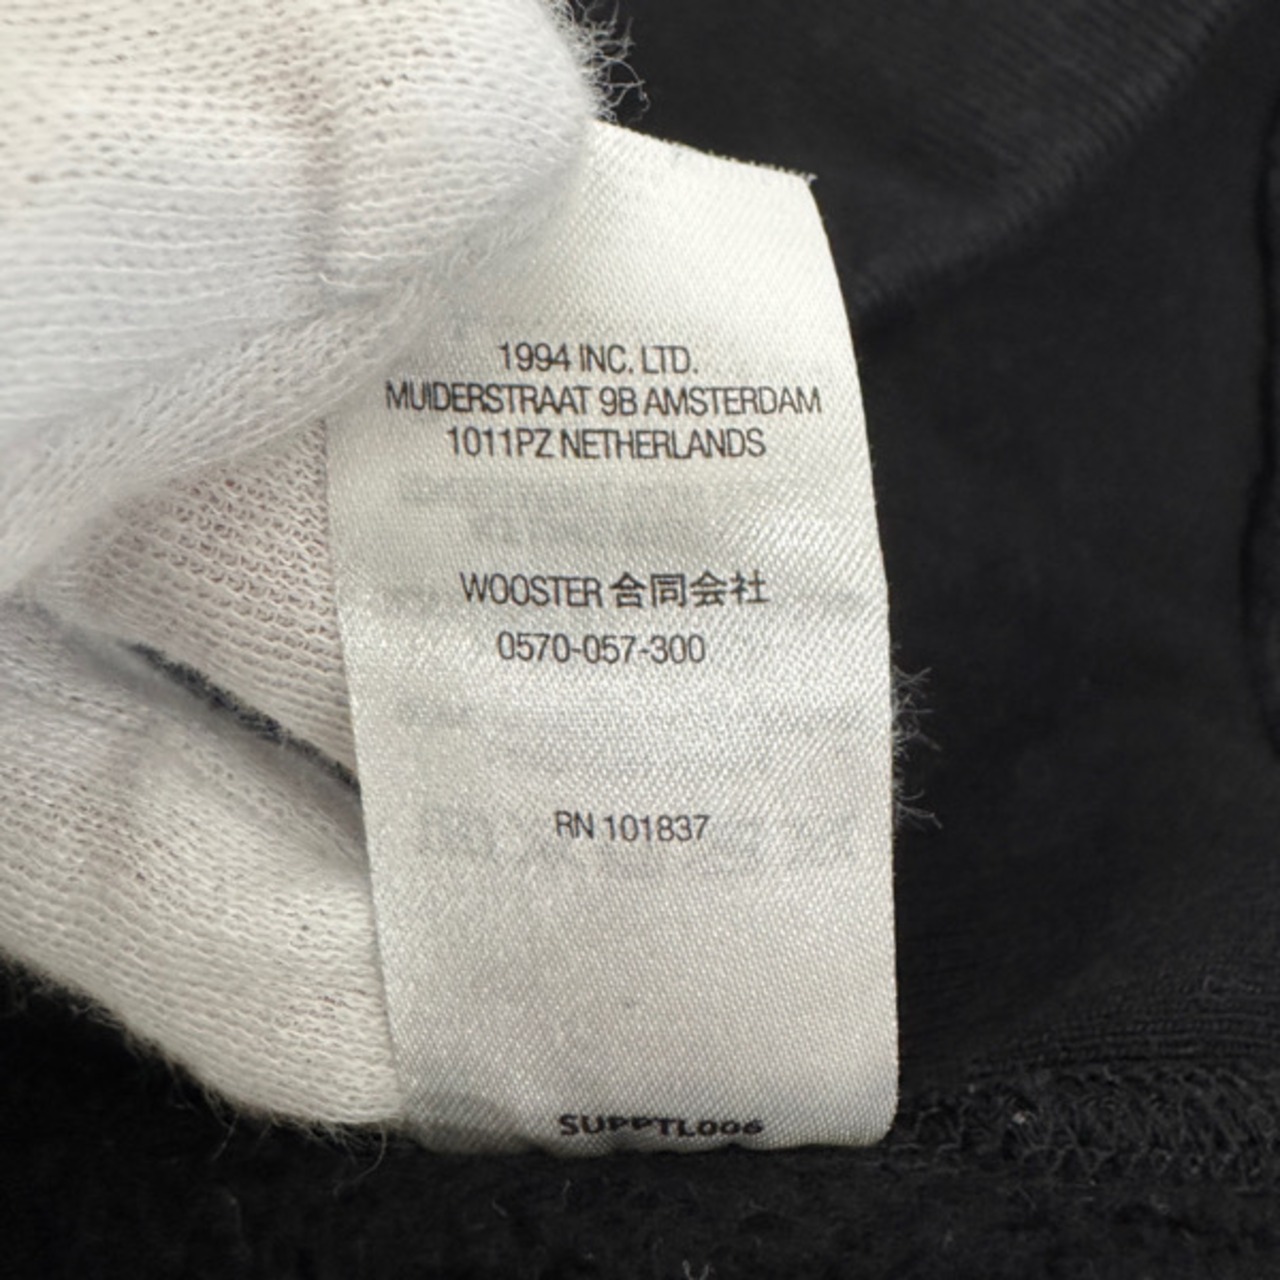 1994 INC. LTD.
MUIDERSTRAAT 9B AMSTERDAM
1011PZ NETHERLANDS
WOOSTER 合同会社
0570-057-300
RN 101837
SUPPTL006